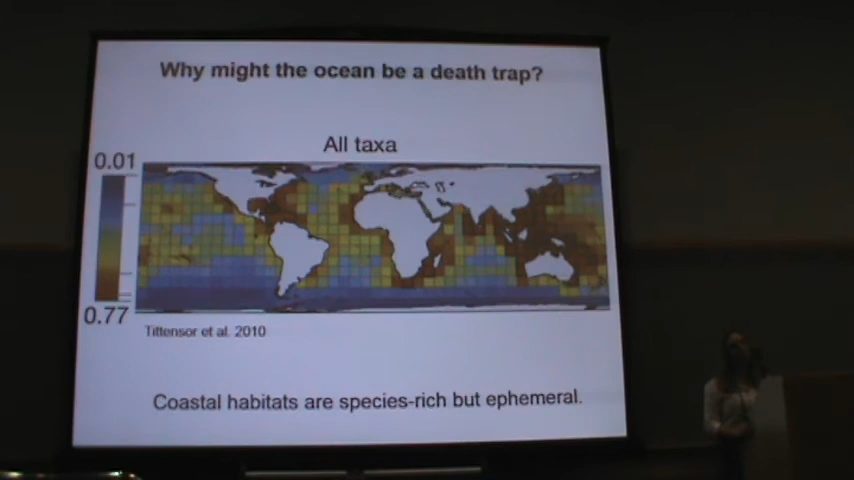 Why might the ocean be a death trap?
All taxa
0.01
0.77
Tittensor et al. 2010
Coastal habitats are species-rich but ephemeral.